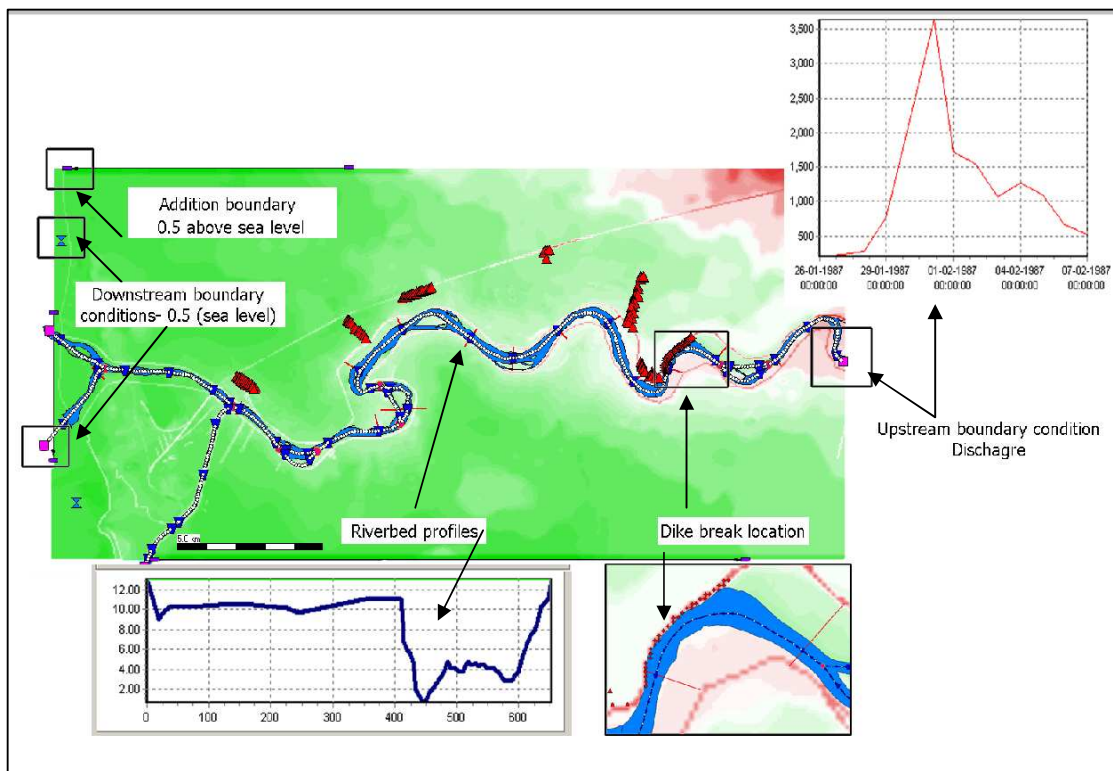 3,500
3,000
2,500
2,000
1,500
1,000
500
26-01-1987 29-01-1987 01-02-1987 04-02-1987 07-02-1987
00:00:00 00:00:00 00:00:00 00:00:00 00:00:00
Addition boundary
0.5 above sea level
Downstream boundary
conditions- 0.5 (sea level)
Upstream boundary condition
Dischagre
Riverbed profiles
Dike break location
5.0 km
12.00
10.00
8.00
6.00
4.00
2.00
0 100 200 300 400 500 600